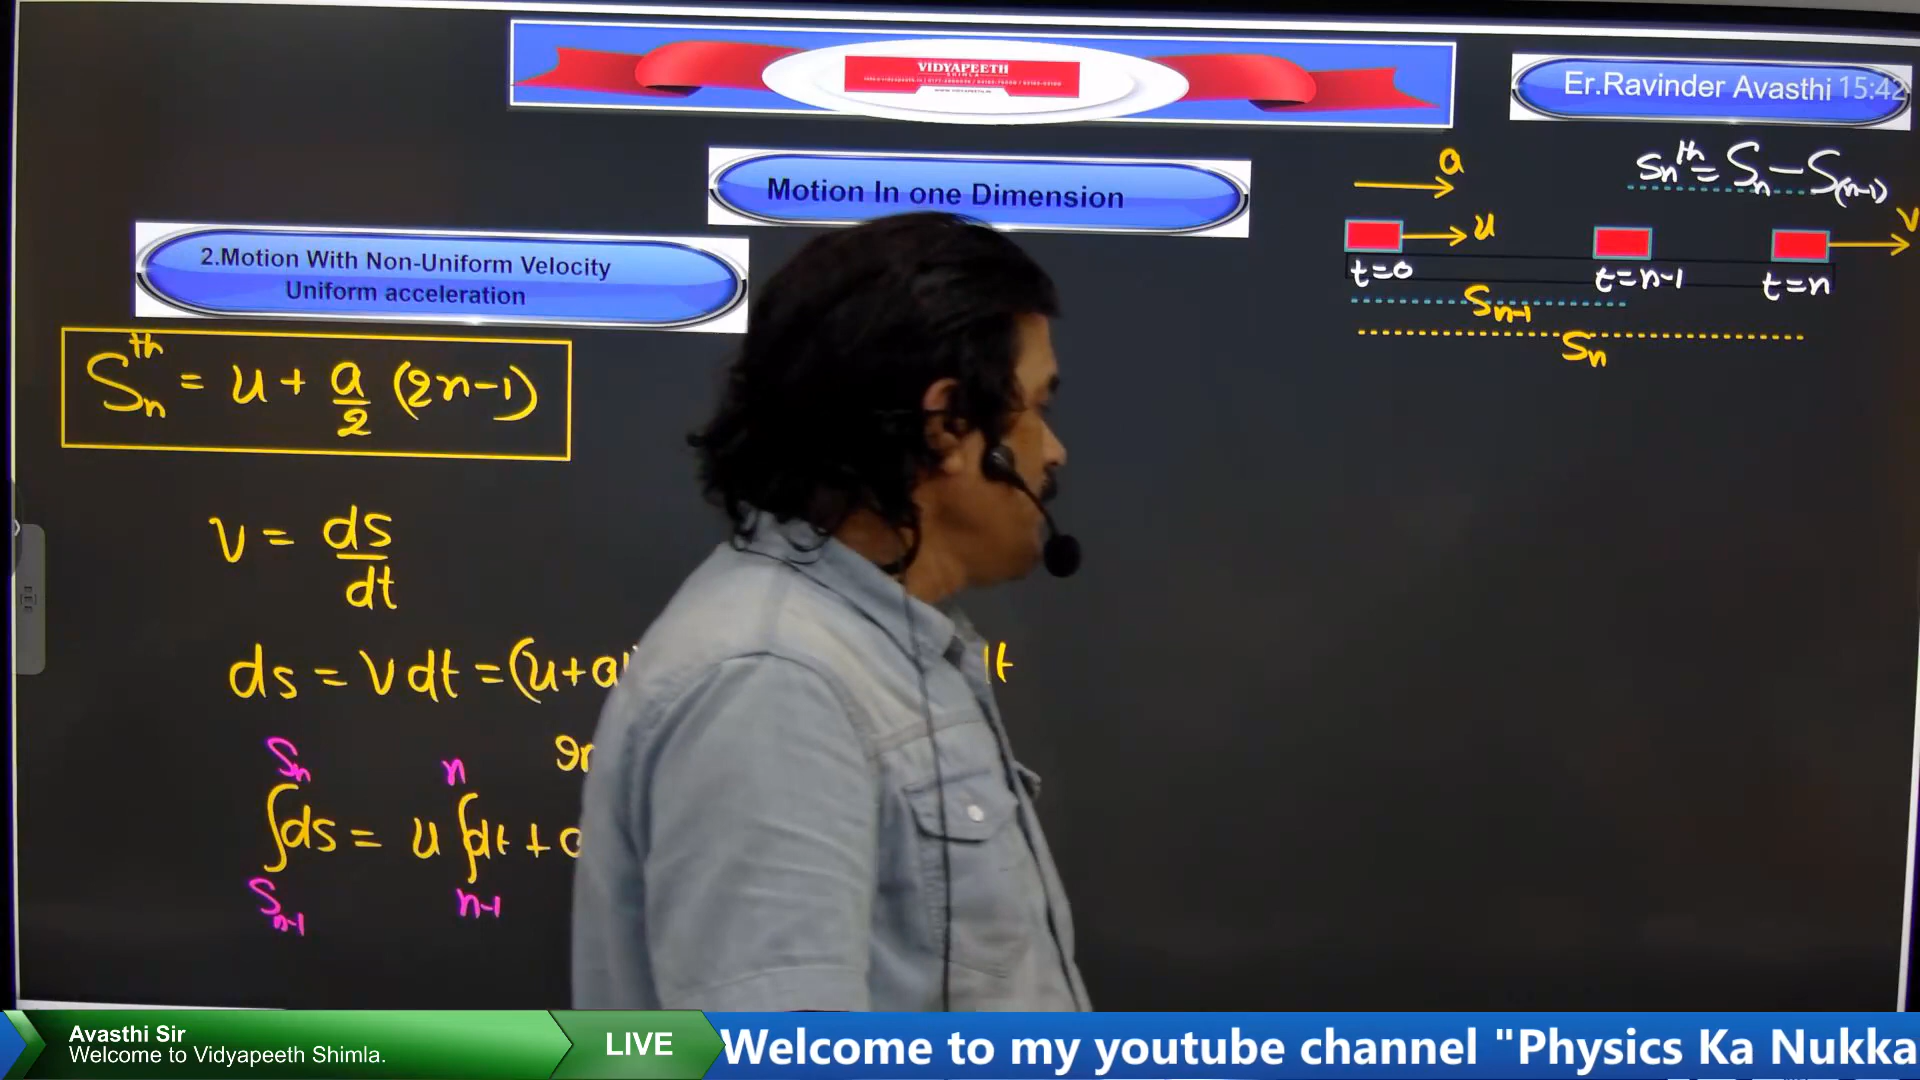 VIDYAPEETH
SHIMLA
Er.Ravinder Avasthi 15:42
Motion In one Dimension
2.Motion With Non-Uniform Velocity
Uniform acceleration
a
Sₙᵗʰ = Sₙ – S₍ₙ₋₁₎
u
v
t=0
t=n-1
t=n
Sₙ₋₁
Sₙ
Sₙᵗʰ = u + a/2 (2n-1)
v = ds/dt
ds = v dt = (u+a
t
∫ds = u ∫dt +
Sₙ
n
Sₙ₋₁
n-1
Avasthi Sir
Welcome to Vidyapeeth Shimla.
LIVE
Welcome to my youtube channel "Physics Ka Nukka